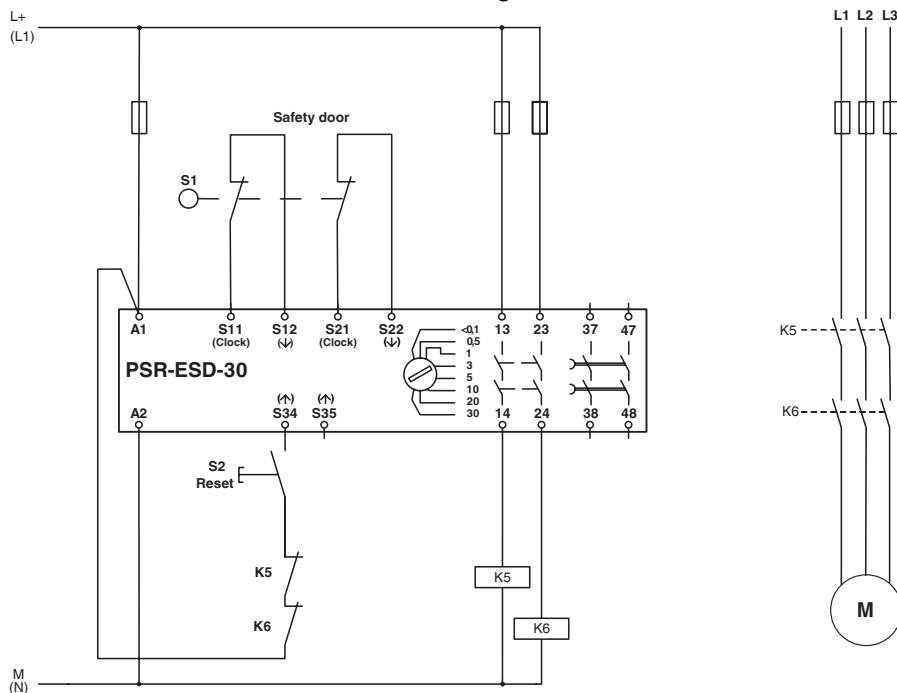 L+
(L1)
L1 L2 L3
Safety door
S1
A1 S11 S12 S21 S22 13 23 37 47
(Clock) (↓) (Clock) (↓)
<0,1
0,5
1
3
5
10
20
30
PSR-ESD-30
(↑) (↑)
A2 S34 S35 14 24 38 48
S2
Reset
K5
K6
K5
K6
K5
K6
M
M
(N)